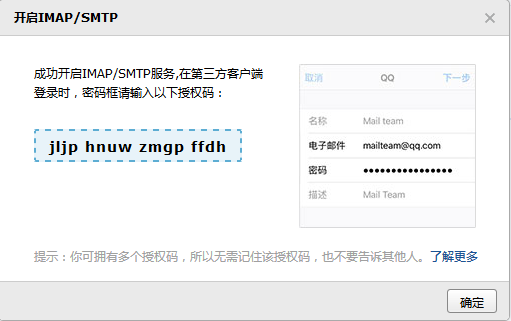 开启IMAP/SMTP
成功开启IMAP/SMTP服务,在第三方客户端
登录时，密码框请输入以下授权码：
jljp hnuw zmgp ffdh
取消 QQ 下一步
名称 Mail team
电子邮件 mailteam@qq.com
密码 ●●●●●●●●●●●●●●●●
描述 Mail Team
提示：你可拥有多个授权码，所以无需记住该授权码，也不要告诉其他人。了解更多
确定